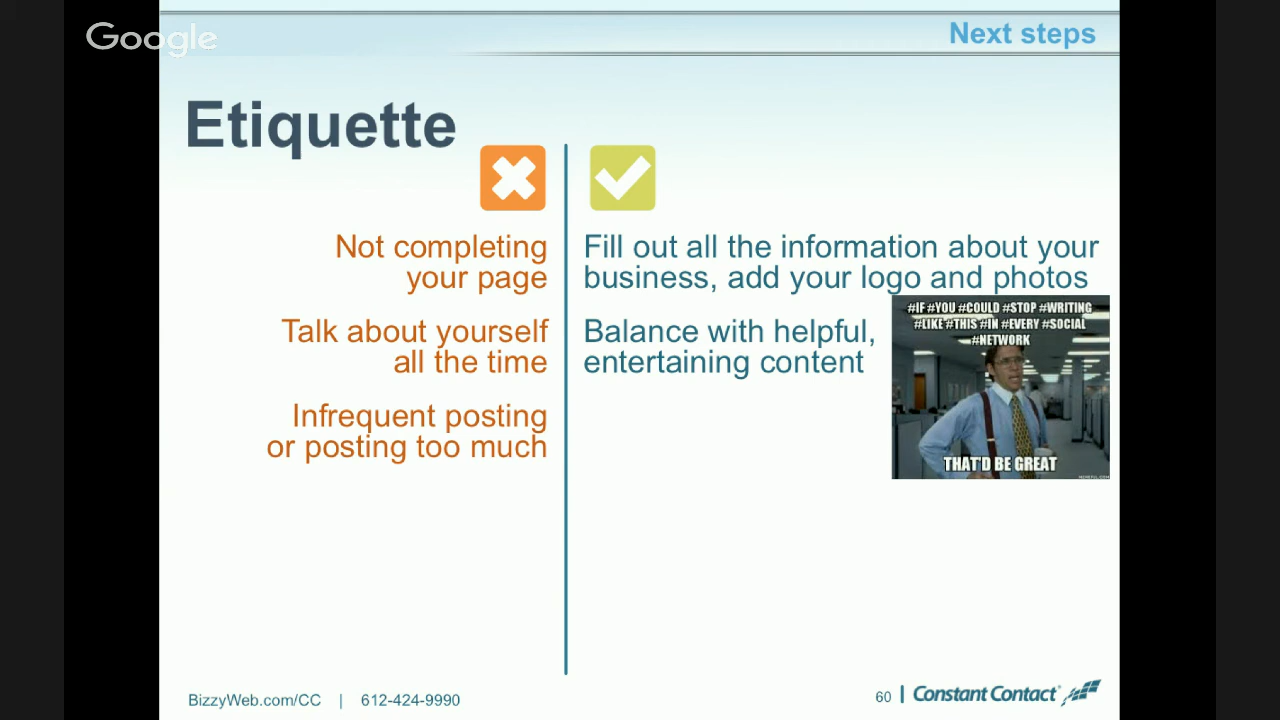 Google
Next steps
Etiquette
Not completing
your page
Fill out all the information about your
business, add your logo and photos
Talk about yourself
all the time
Balance with helpful,
entertaining content
#IF #YOU #COULD #STOP #WRITING
#LIKE #THIS #IN #EVERY #SOCIAL
#NETWORK
THAT'D BE GREAT
Infrequent posting
or posting too much
BizzyWeb.com/CC | 612-424-9990
60 | Constant Contact